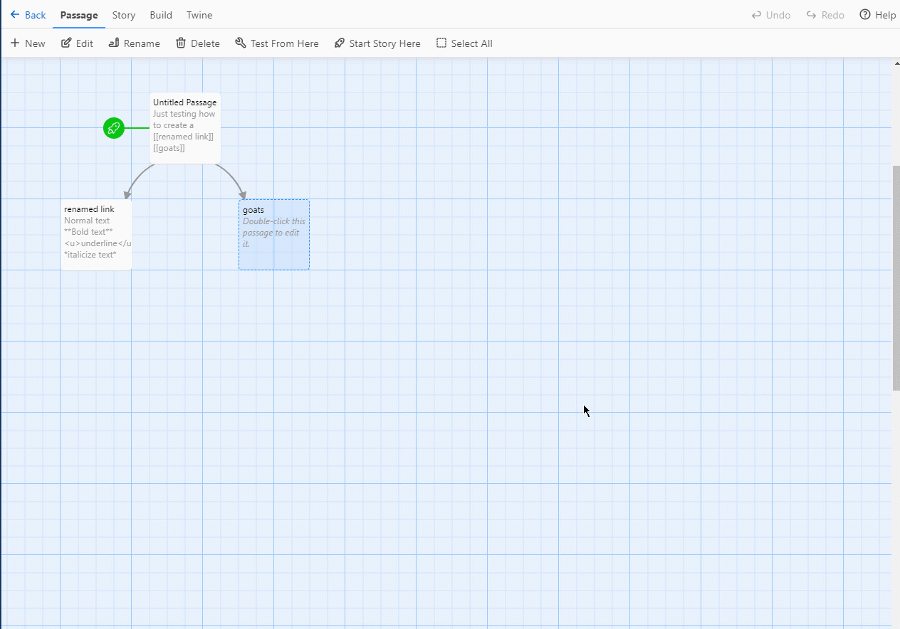 Back Passage Story Build Twine Undo Redo Help
New Edit Rename Delete Test From Here Start Story Here Select All
Untitled Passage
Just testing how
to create a
[[renamed link]]
[[goats]]
renamed link
Normal text
**Bold text**
<u>underline</u
*italicize text*
goats
Double-click this
passage to edit
it.